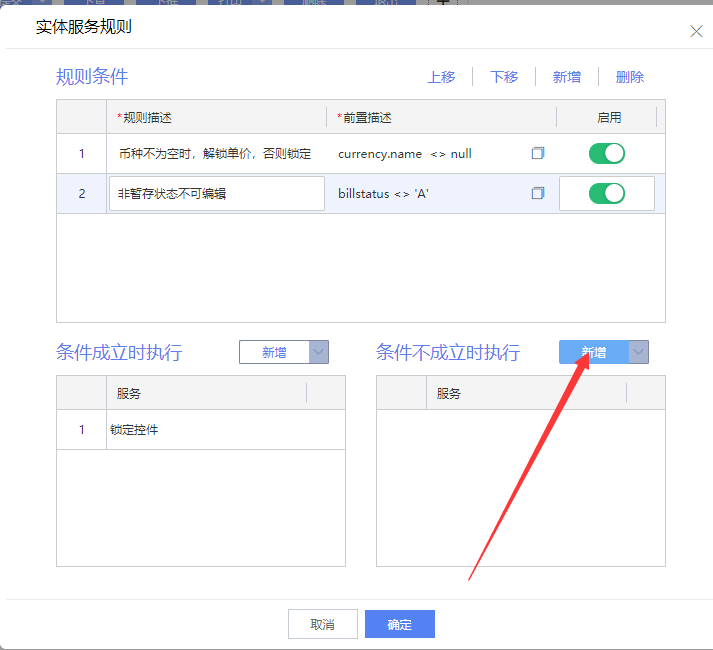 实体服务规则
规则条件 上移 下移 新增 删除
*规则描述 *前置描述 启用
1 币种不为空时，解锁单价，否则锁定 currency.name <> null
2 非暂存状态不可编辑 billstatus <> 'A'
条件成立时执行 新增 条件不成立时执行 新增
服务 服务
1 锁定控件
取消 确定